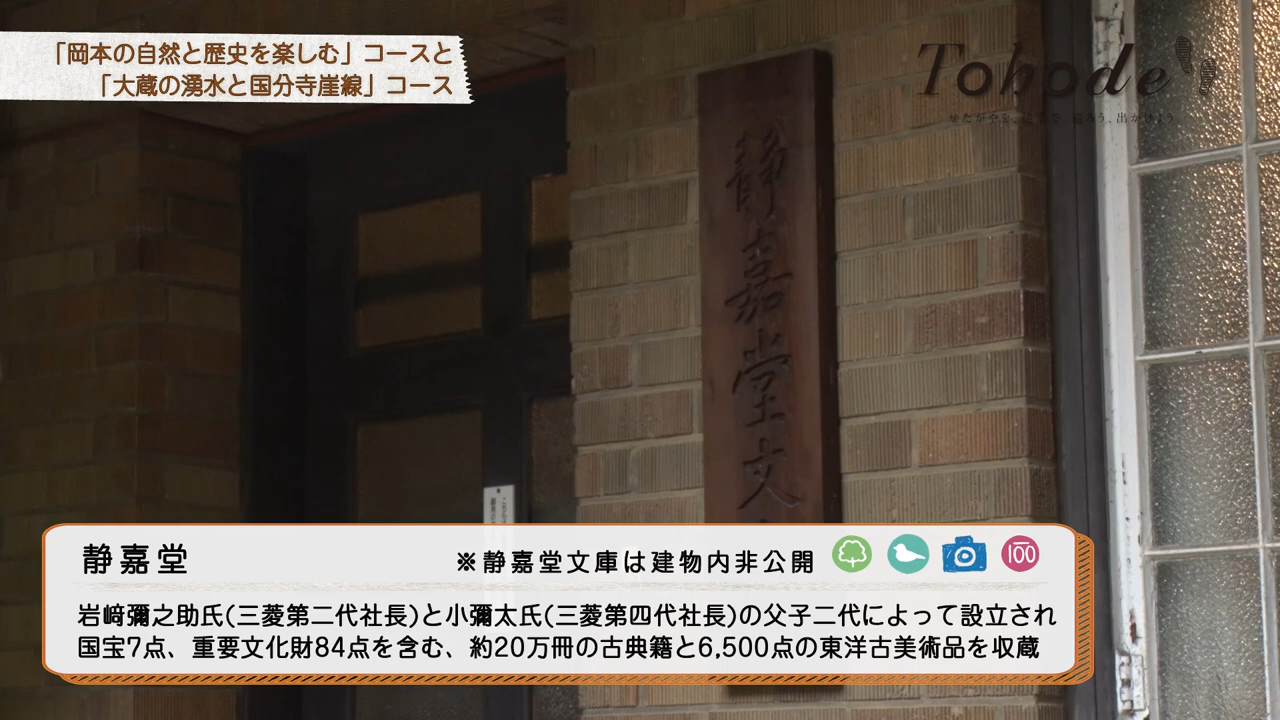 「岡本の自然と歴史を楽しむ」コースと
「大蔵の湧水と国分寺崖線」コース
Tohode
静嘉堂文
静嘉堂
※静嘉堂文庫は建物内非公開
100
岩﨑彌之助氏(三菱第二代社長)と小彌太氏(三菱第四代社長)の父子二代によって設立され
国宝7点、重要文化財84点を含む、約20万冊の古典籍と6,500点の東洋古美術品を収蔵